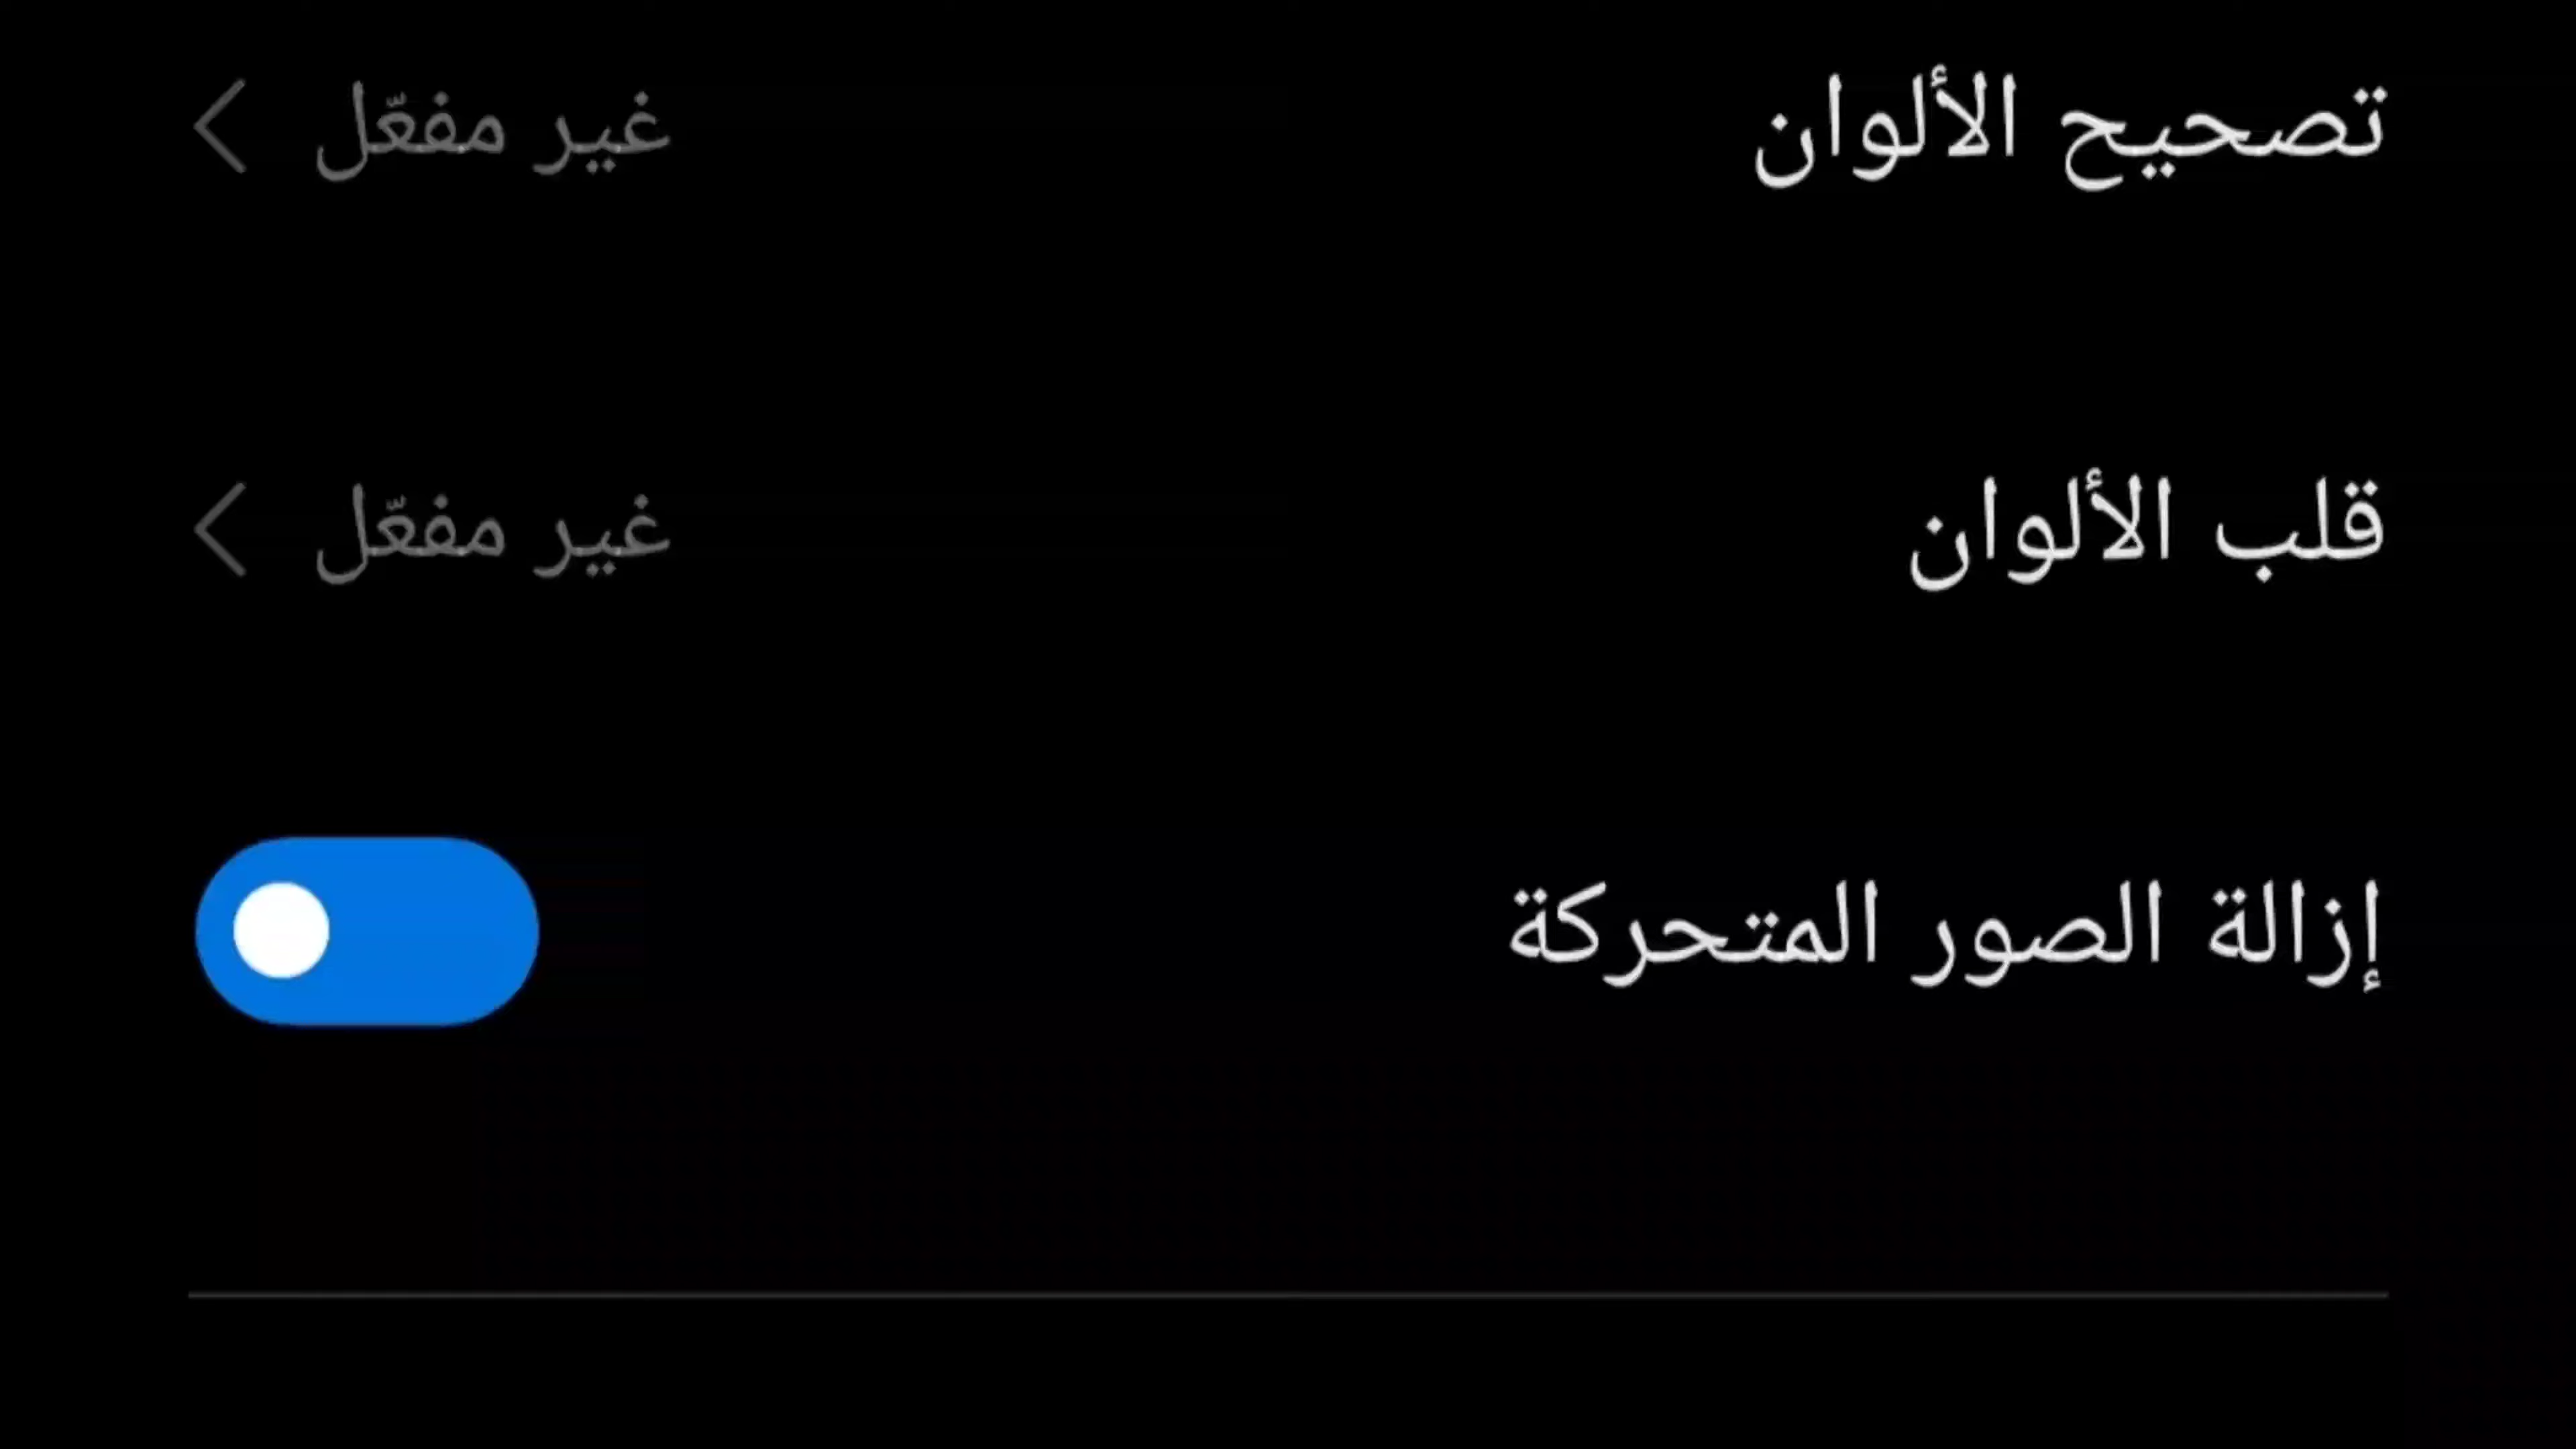 تصحيح الألوان غير مفعّل
قلب الألوان غير مفعّل
إزالة الصور المتحركة